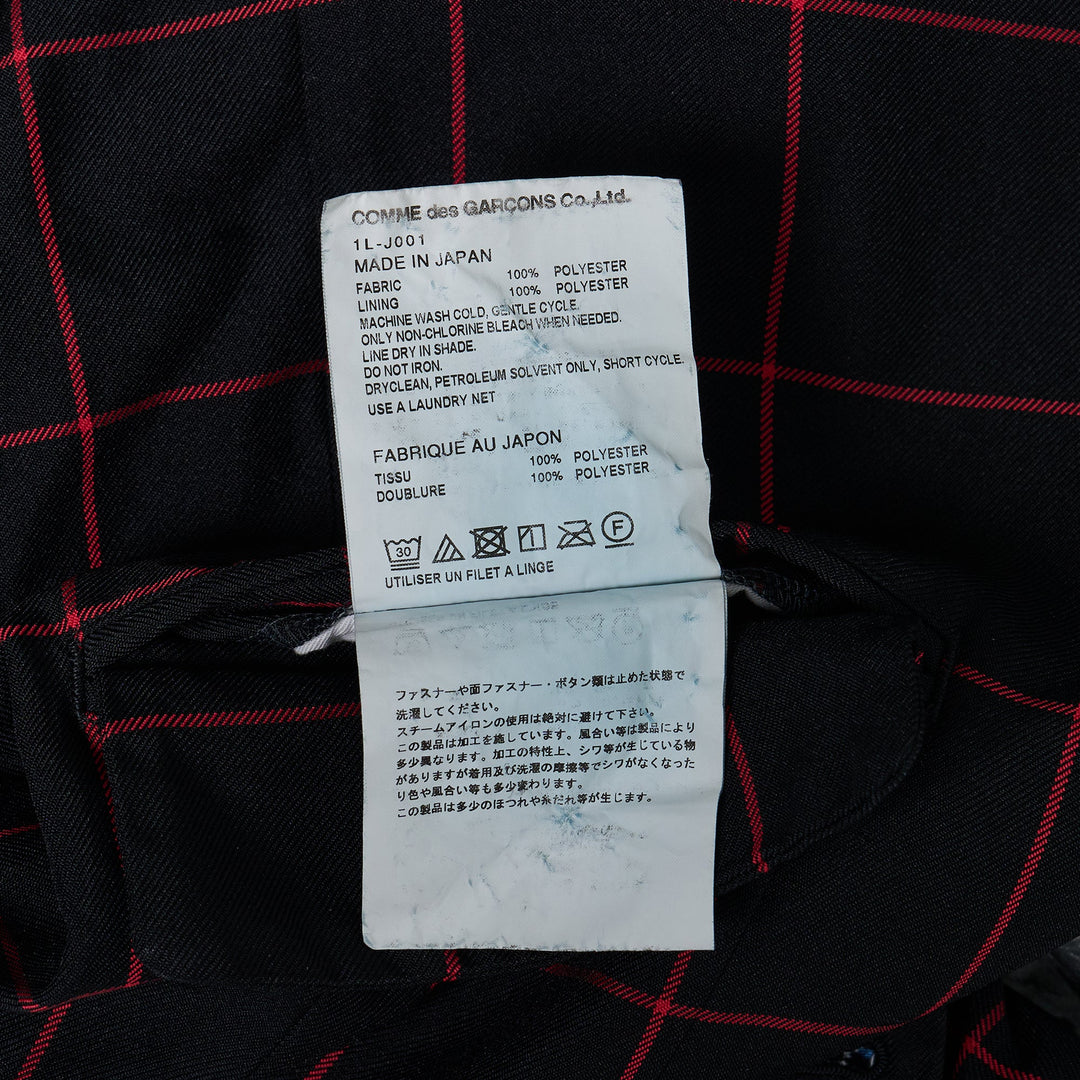 COMME des GARÇONS Co.,Ltd.
1L-J001
MADE IN JAPAN
FABRIC 100% POLYESTER
LINING 100% POLYESTER
MACHINE WASH COLD, GENTLE CYCLE.
ONLY NON-CHLORINE BLEACH WHEN NEEDED.
LINE DRY IN SHADE.
DO NOT IRON.
DRYCLEAN, PETROLEUM SOLVENT ONLY, SHORT CYCLE.
USE A LAUNDRY NET
FABRIQUE AU JAPON
TISSU 100% POLYESTER
DOUBLURE 100% POLYESTER
30 F
UTILISER UN FILET A LINGE
ファスナーや面ファスナー・ボタン類は止めた状態で
洗濯してください。
スチームアイロンの使用は絶対に避けて下さい。
この製品は加工を施しています。風合い等は製品により
多少異なります。加工の特性上、シワ等が生じている物
がありますが着用及び洗濯の摩擦等でシワがなくなった
り色や風合い等も多少変わります。
この製品は多少のほつれや糸だれ等が生じます。